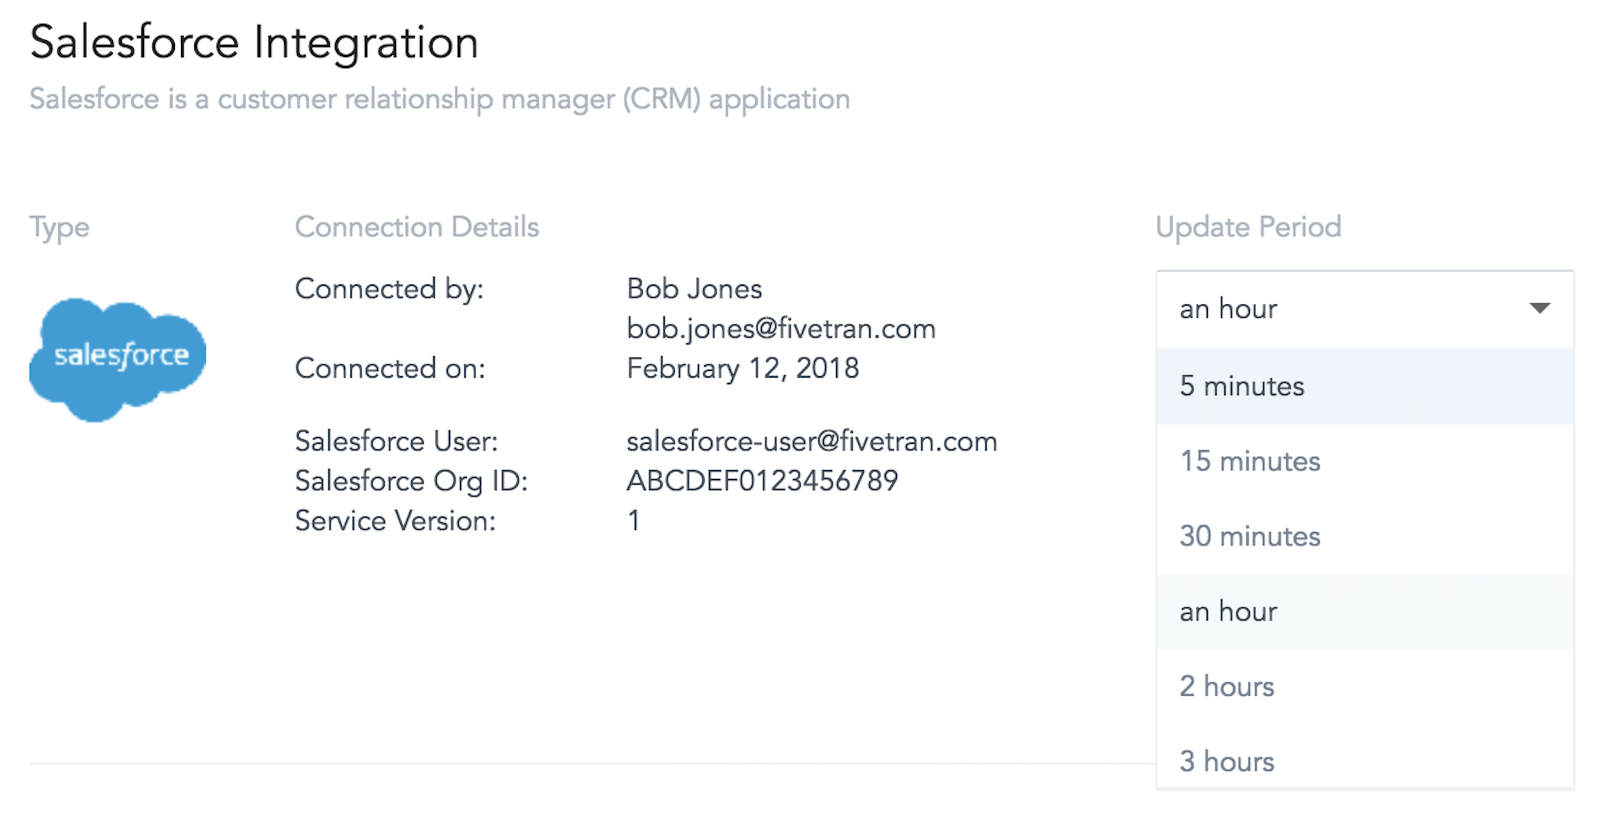 Salesforce Integration
Salesforce is a customer relationship manager (CRM) application
Type
salesforce
Connection Details
Connected by: Bob Jones
bob.jones@fivetran.com
Connected on: February 12, 2018
Salesforce User: salesforce-user@fivetran.com
Salesforce Org ID: ABCDEF0123456789
Service Version: 1
Update Period
an hour
5 minutes
15 minutes
30 minutes
an hour
2 hours
3 hours